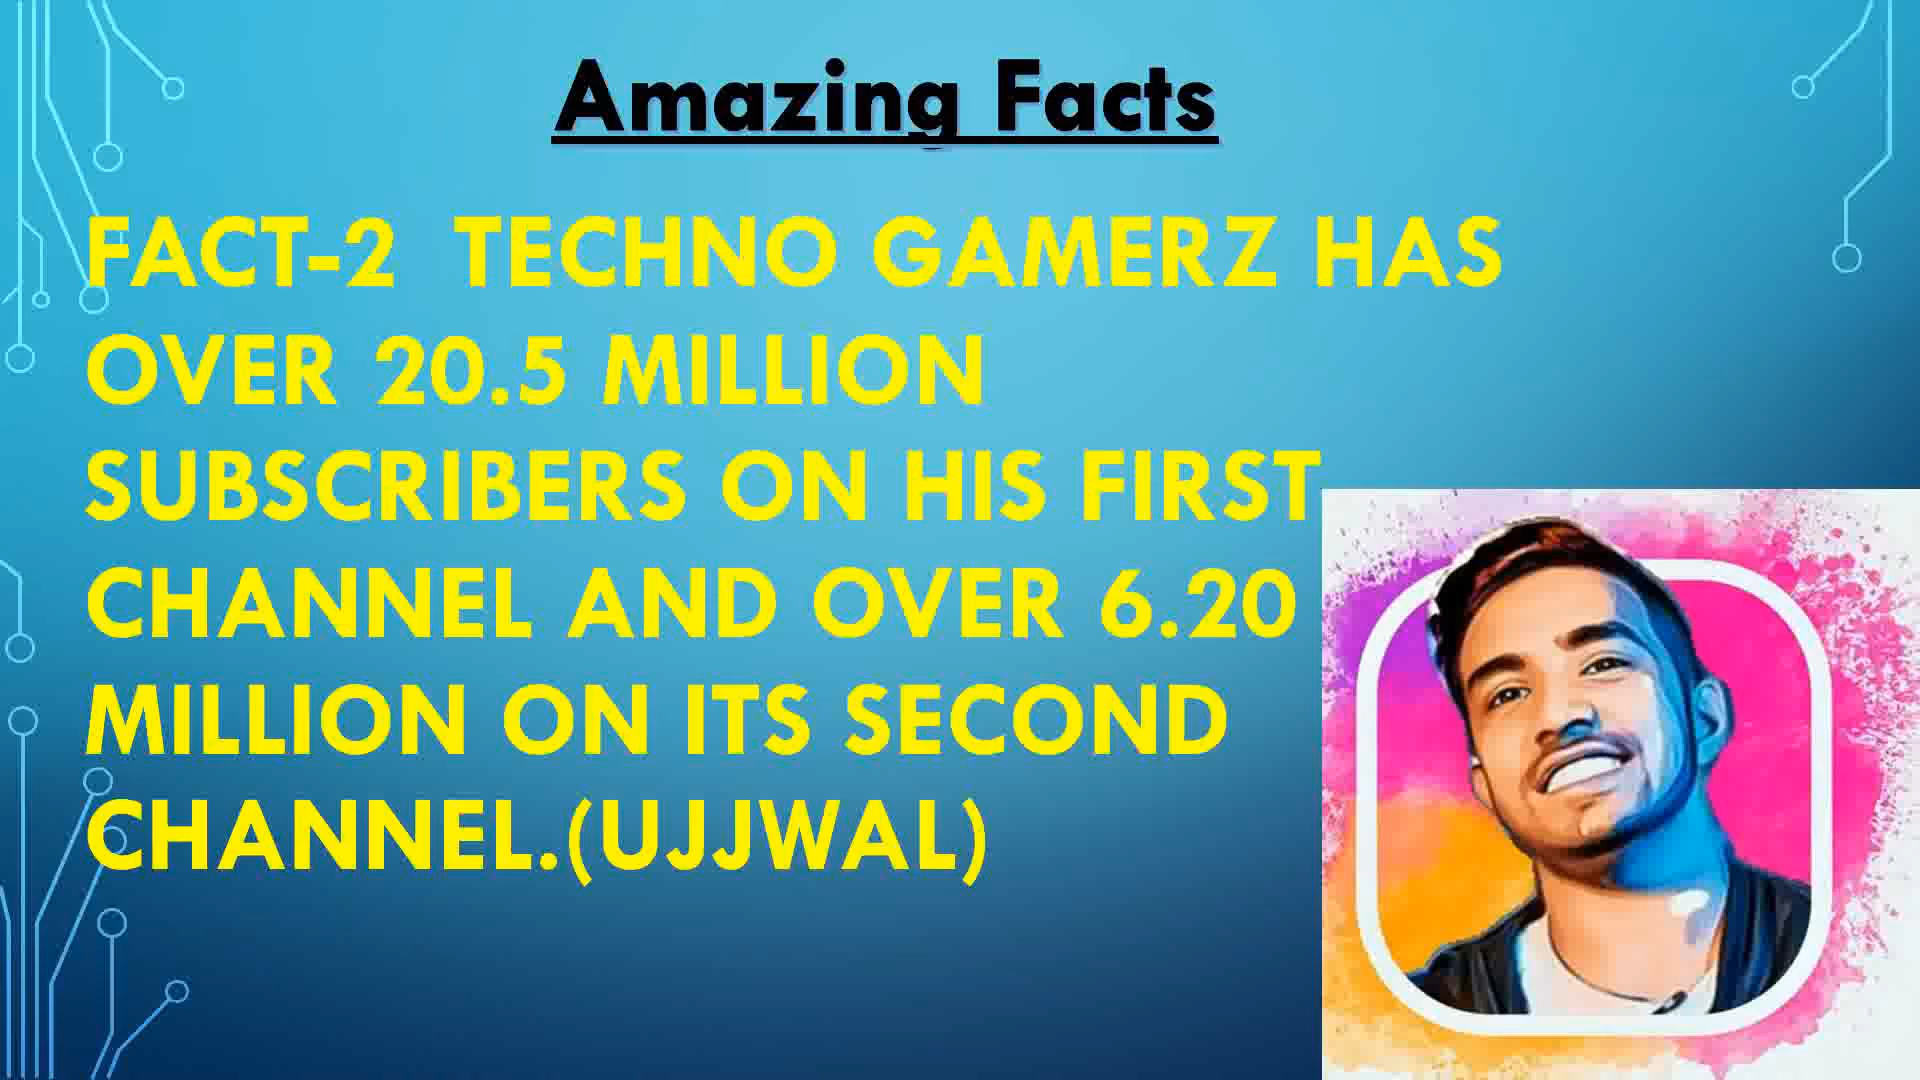 Amazing Facts
FACT-2  TECHNO GAMERZ HAS
OVER 20.5 MILLION
SUBSCRIBERS ON HIS FIRST
CHANNEL AND OVER 6.20
MILLION ON ITS SECOND
CHANNEL.(UJJWAL)